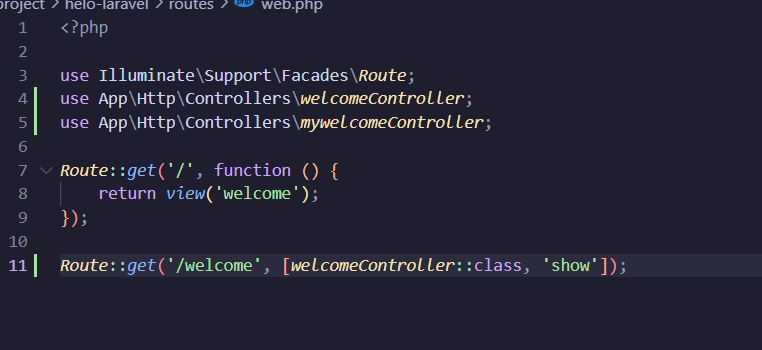 project > helo-laravel > routes > web.php
1 <?php
2
3 use Illuminate\Support\Facades\Route;
4 use App\Http\Controllers\welcomeController;
5 use App\Http\Controllers\mywelcomeController;
6
7 Route::get('/', function () {
8     return view('welcome');
9 });
10
11 Route::get('/welcome', [welcomeController::class, 'show']);